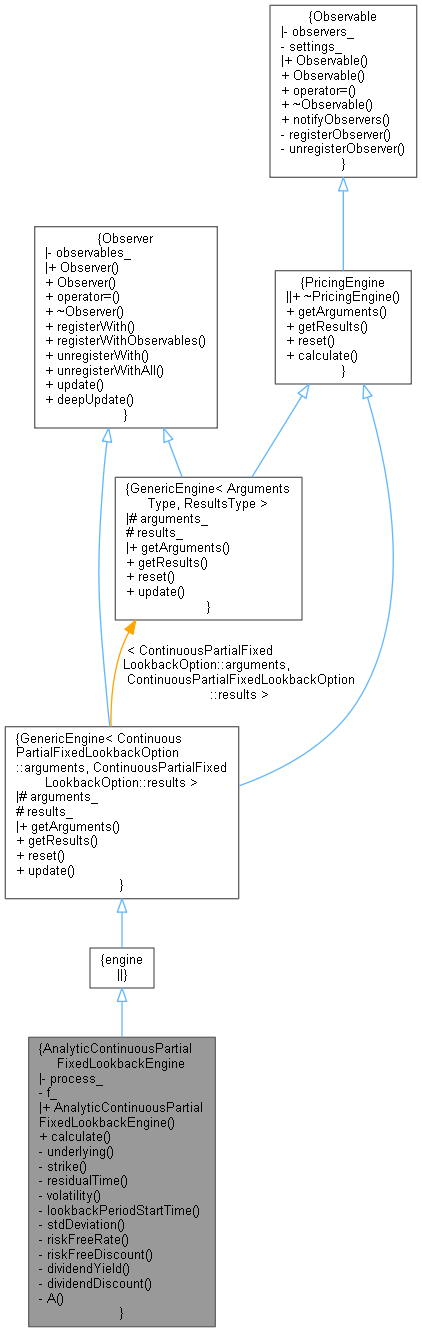 {Observable
|- observers_
- settings_
|+ Observable()
+ Observable()
+ operator=()
+ ~Observable()
+ notifyObservers()
- registerObserver()
- unregisterObserver()
}
{Observer
|- observables_
|+ Observer()
+ Observer()
+ operator=()
+ ~Observer()
+ registerWith()
+ registerWithObservables()
+ unregisterWith()
+ unregisterWithAll()
+ update()
+ deepUpdate()
}
{PricingEngine
||+ ~PricingEngine()
+ getArguments()
+ getResults()
+ reset()
+ calculate()
}
{GenericEngine< Arguments
Type, ResultsType >
|# arguments_
# results_
|+ getArguments()
+ getResults()
+ reset()
+ update()
}
< ContinuousPartialFixed
LookbackOption::arguments,
ContinuousPartialFixedLookbackOption
::results >
{GenericEngine< Continuous
PartialFixedLookbackOption
::arguments, ContinuousPartialFixed
LookbackOption::results >
|# arguments_
# results_
|+ getArguments()
+ getResults()
+ reset()
+ update()
}
{engine
||}
{AnalyticContinuousPartial
FixedLookbackEngine
|- process_
- f_
|+ AnalyticContinuousPartial
FixedLookbackEngine()
+ calculate()
- underlying()
- strike()
- residualTime()
- volatility()
- lookbackPeriodStartTime()
- stdDeviation()
- riskFreeRate()
- riskFreeDiscount()
- dividendYield()
- dividendDiscount()
- A()
}